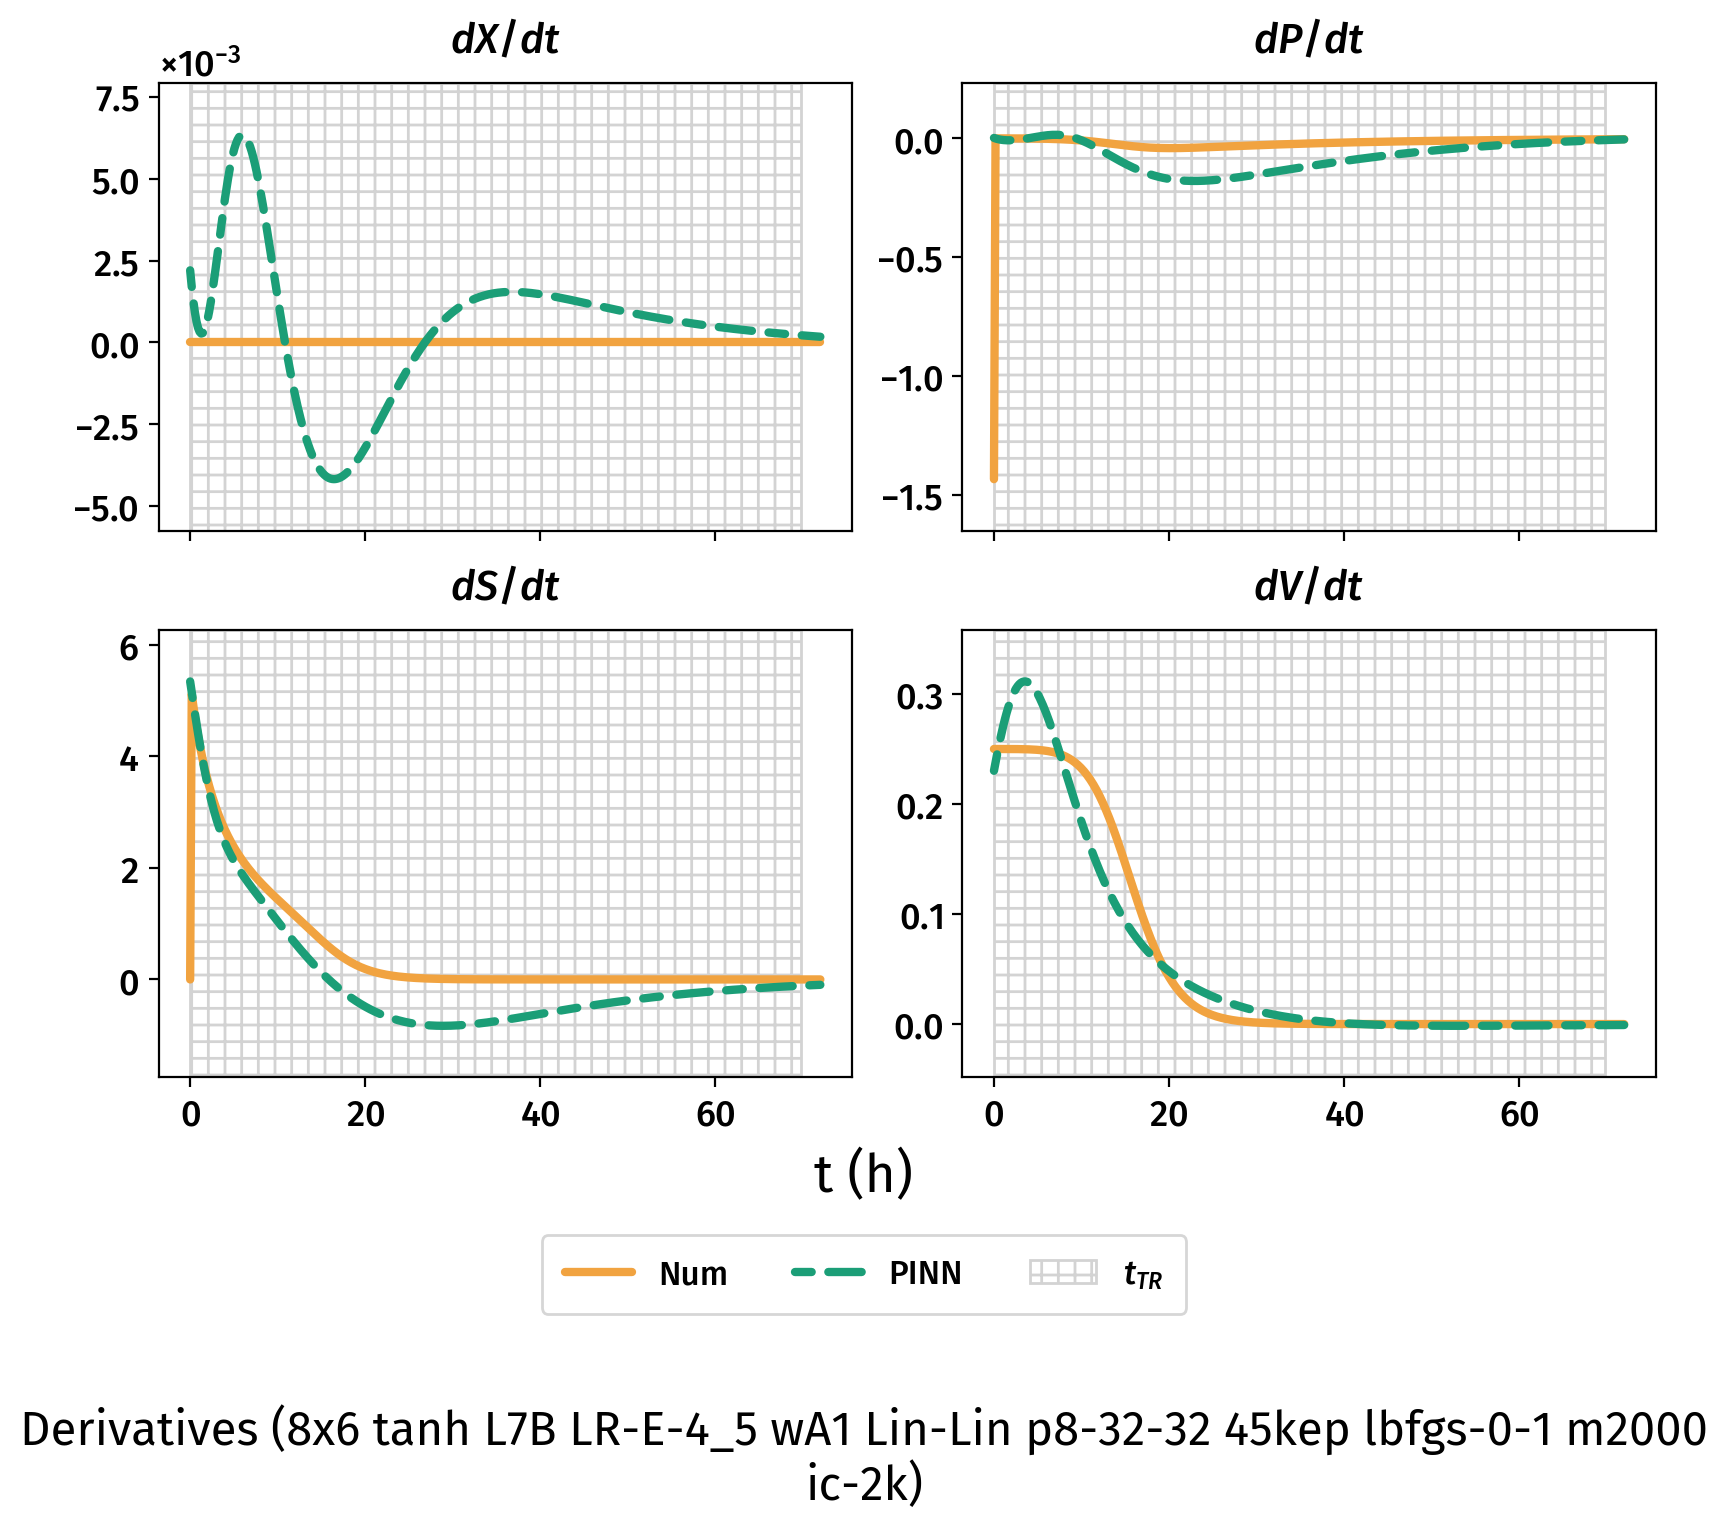 dX/dt
dP/dt
×10⁻³
7.5
5.0
2.5
0.0
−2.5
−5.0
0.0
−0.5
−1.0
−1.5
dS/dt
dV/dt
6
4
2
0
0.3
0.2
0.1
0.0
0 20 40 60
0 20 40 60
t (h)
Num PINN t_TR
Derivatives (8x6 tanh L7B LR-E-4_5 wA1 Lin-Lin p8-32-32 45kep lbfgs-0-1 m2000
ic-2k)